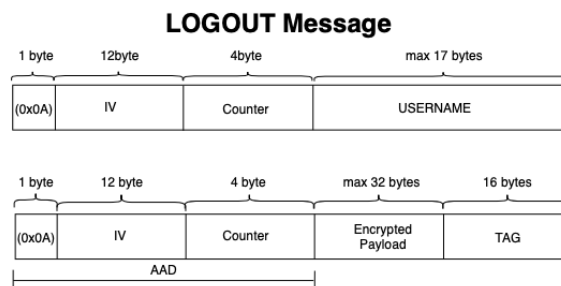 LOGOUT Message
1 byte 12byte 4byte max 17 bytes
(0x0A) IV Counter USERNAME
1 byte 12 byte 4 byte max 32 bytes 16 bytes
(0x0A) IV Counter Encrypted Payload TAG
AAD